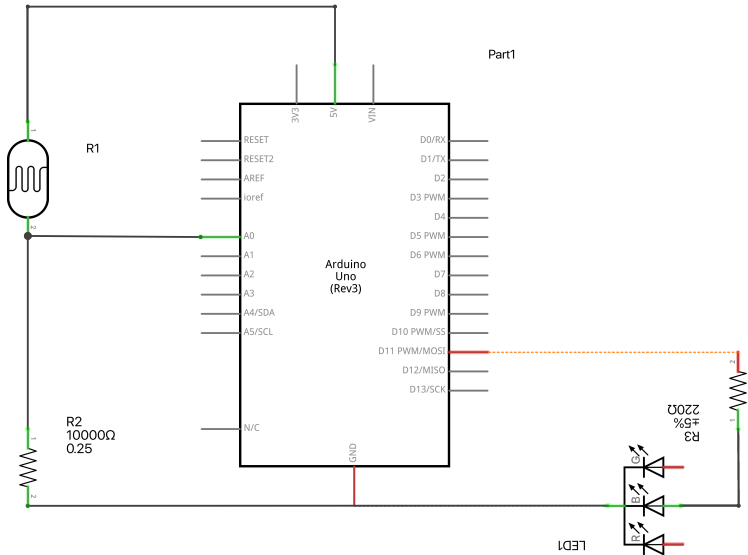 Part1
3V3
5V
VIN
1
R1
2
RESET
RESET2
AREF
ioref
A0
A1
A2
A3
A4/SDA
A5/SCL
N/C
Arduino
Uno
(Rev3)
D0/RX
D1/TX
D2
D3 PWM
D4
D5 PWM
D6 PWM
D7
D8
D9 PWM
D10 PWM/SS
D11 PWM/MOSI
D12/MISO
D13/SCK
GND
R2
10000Ω
0.25
1
2
2
1
R3
±5%
220Ω
G
B
R
LED1